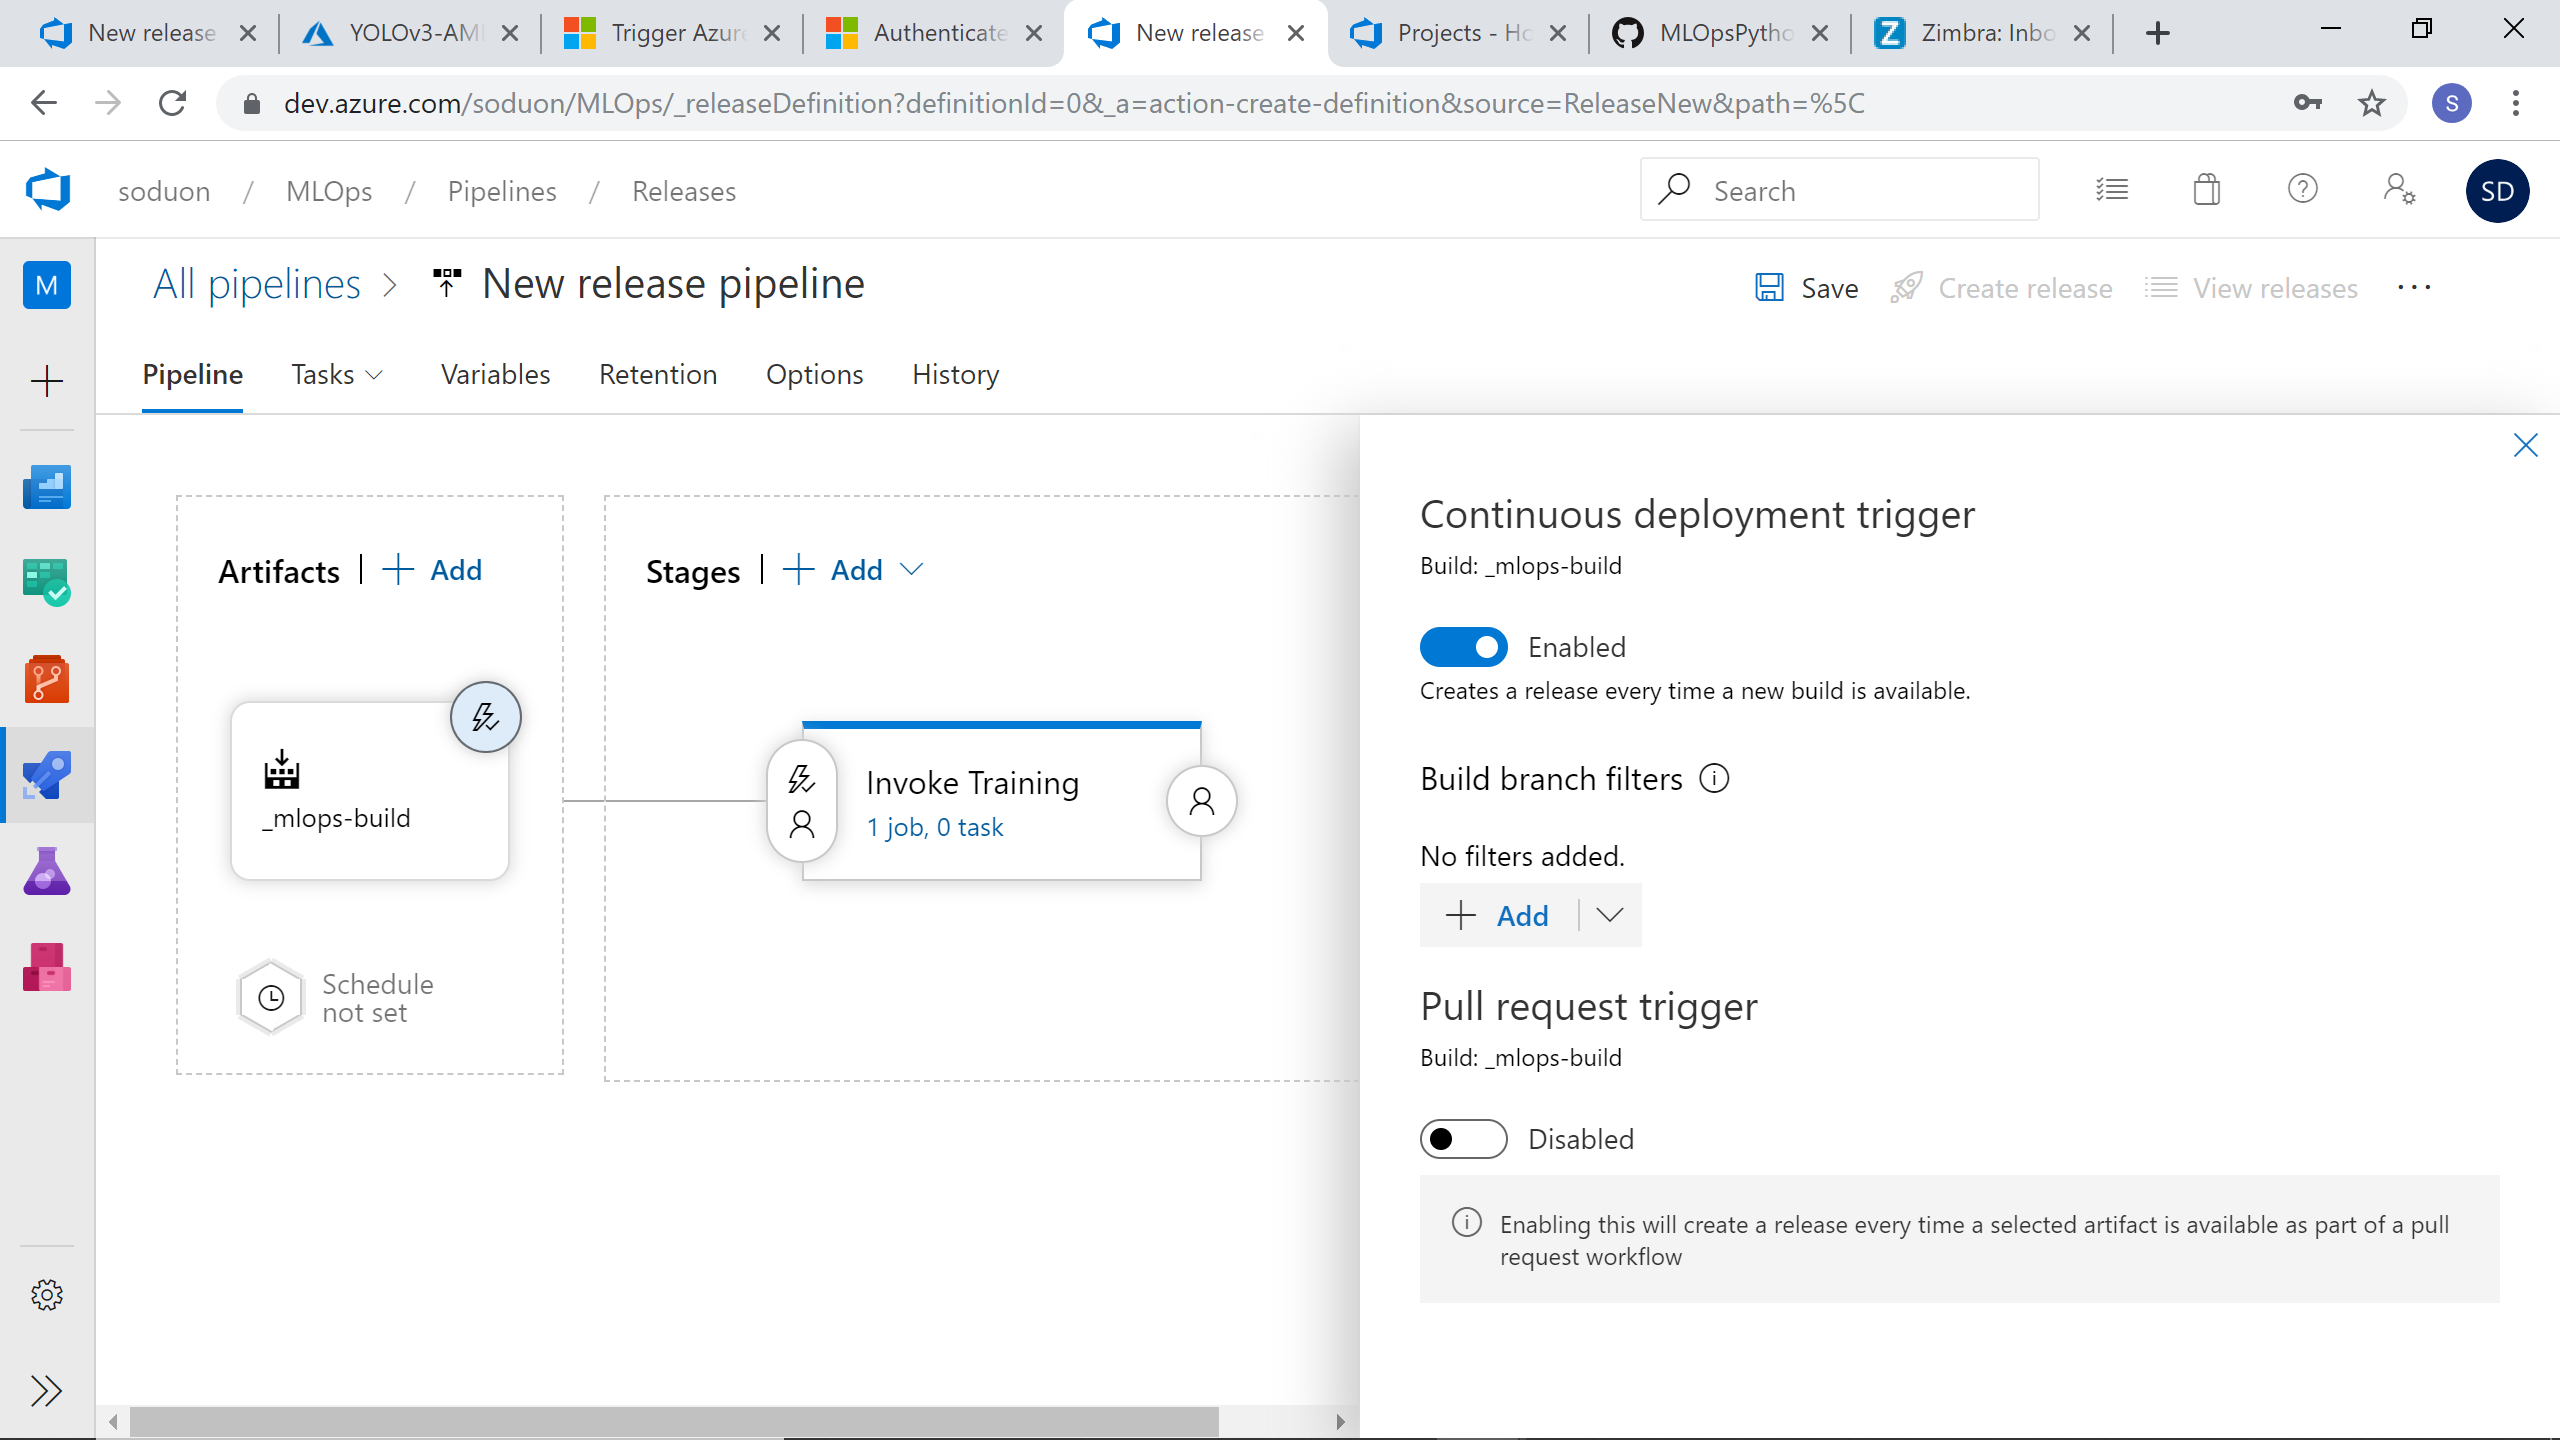 New release
YOLOv3-AM
Trigger Azur
Authenticate
New release
Projects - Ho
MLOpsPytho
Zimbra: Inbo
dev.azure.com/soduon/MLOps/_releaseDefinition?definitionId=0&_a=action-create-definition&source=ReleaseNew&path=%5C
S
soduon / MLOps / Pipelines / Releases
Search
SD
M
All pipelines > New release pipeline
Save
Create release
View releases
Pipeline
Tasks
Variables
Retention
Options
History
Artifacts | + Add
Stages | + Add
_mlops-build
Schedule
not set
Invoke Training
1 job, 0 task
Continuous deployment trigger
Build: _mlops-build
Enabled
Creates a release every time a new build is available.
Build branch filters
No filters added.
+ Add
Pull request trigger
Build: _mlops-build
Disabled
Enabling this will create a release every time a selected artifact is available as part of a pull
request workflow